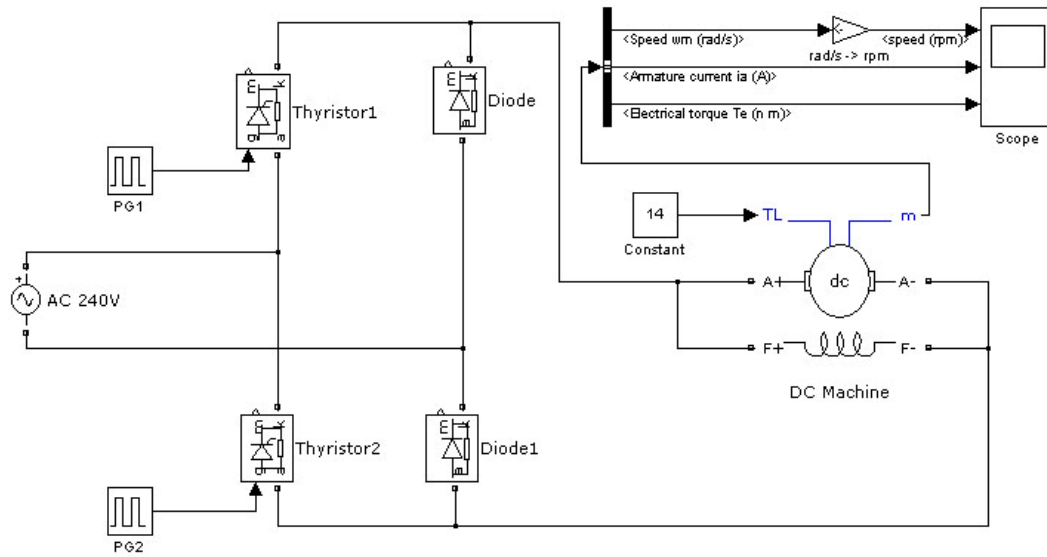 <Speed wm (rad/s)>
<speed (rpm)>
rad/s -> rpm
<Armature current ia (A)>
<Electrical torque Te (n m)>
Scope
m
k
Thyristor1
g
a
m
k
Diode
a
PG1
14
Constant
TL
m
AC 240V
+
A+
dc
A-
F+
F-
DC Machine
m
k
Thyristor2
g
a
m
k
Diode1
a
PG2